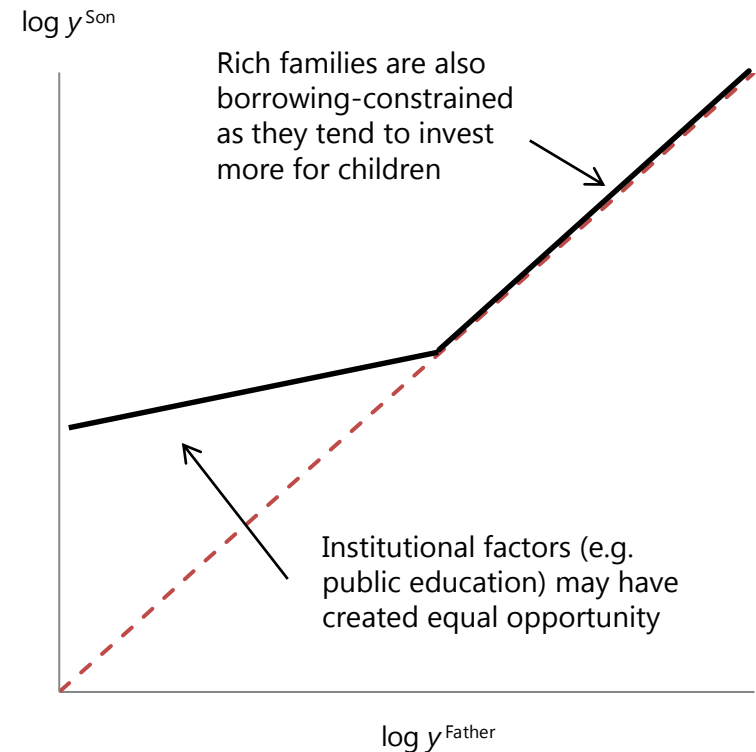 log y Son
Rich families are also
borrowing-constrained
as they tend to invest
more for children
Institutional factors (e.g.
public education) may have
created equal opportunity
log y Father